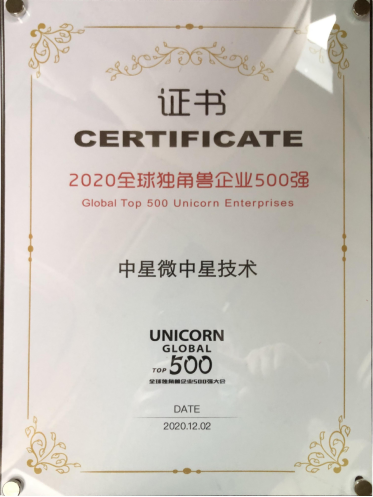 证书
CERTIFICATE
2020全球独角兽企业500强
Global Top 500 Unicorn Enterprises
中星微中星技术
UNICORN
GLOBAL
TOP 500
全球独角兽企业500强大会
DATE
2020.12.02